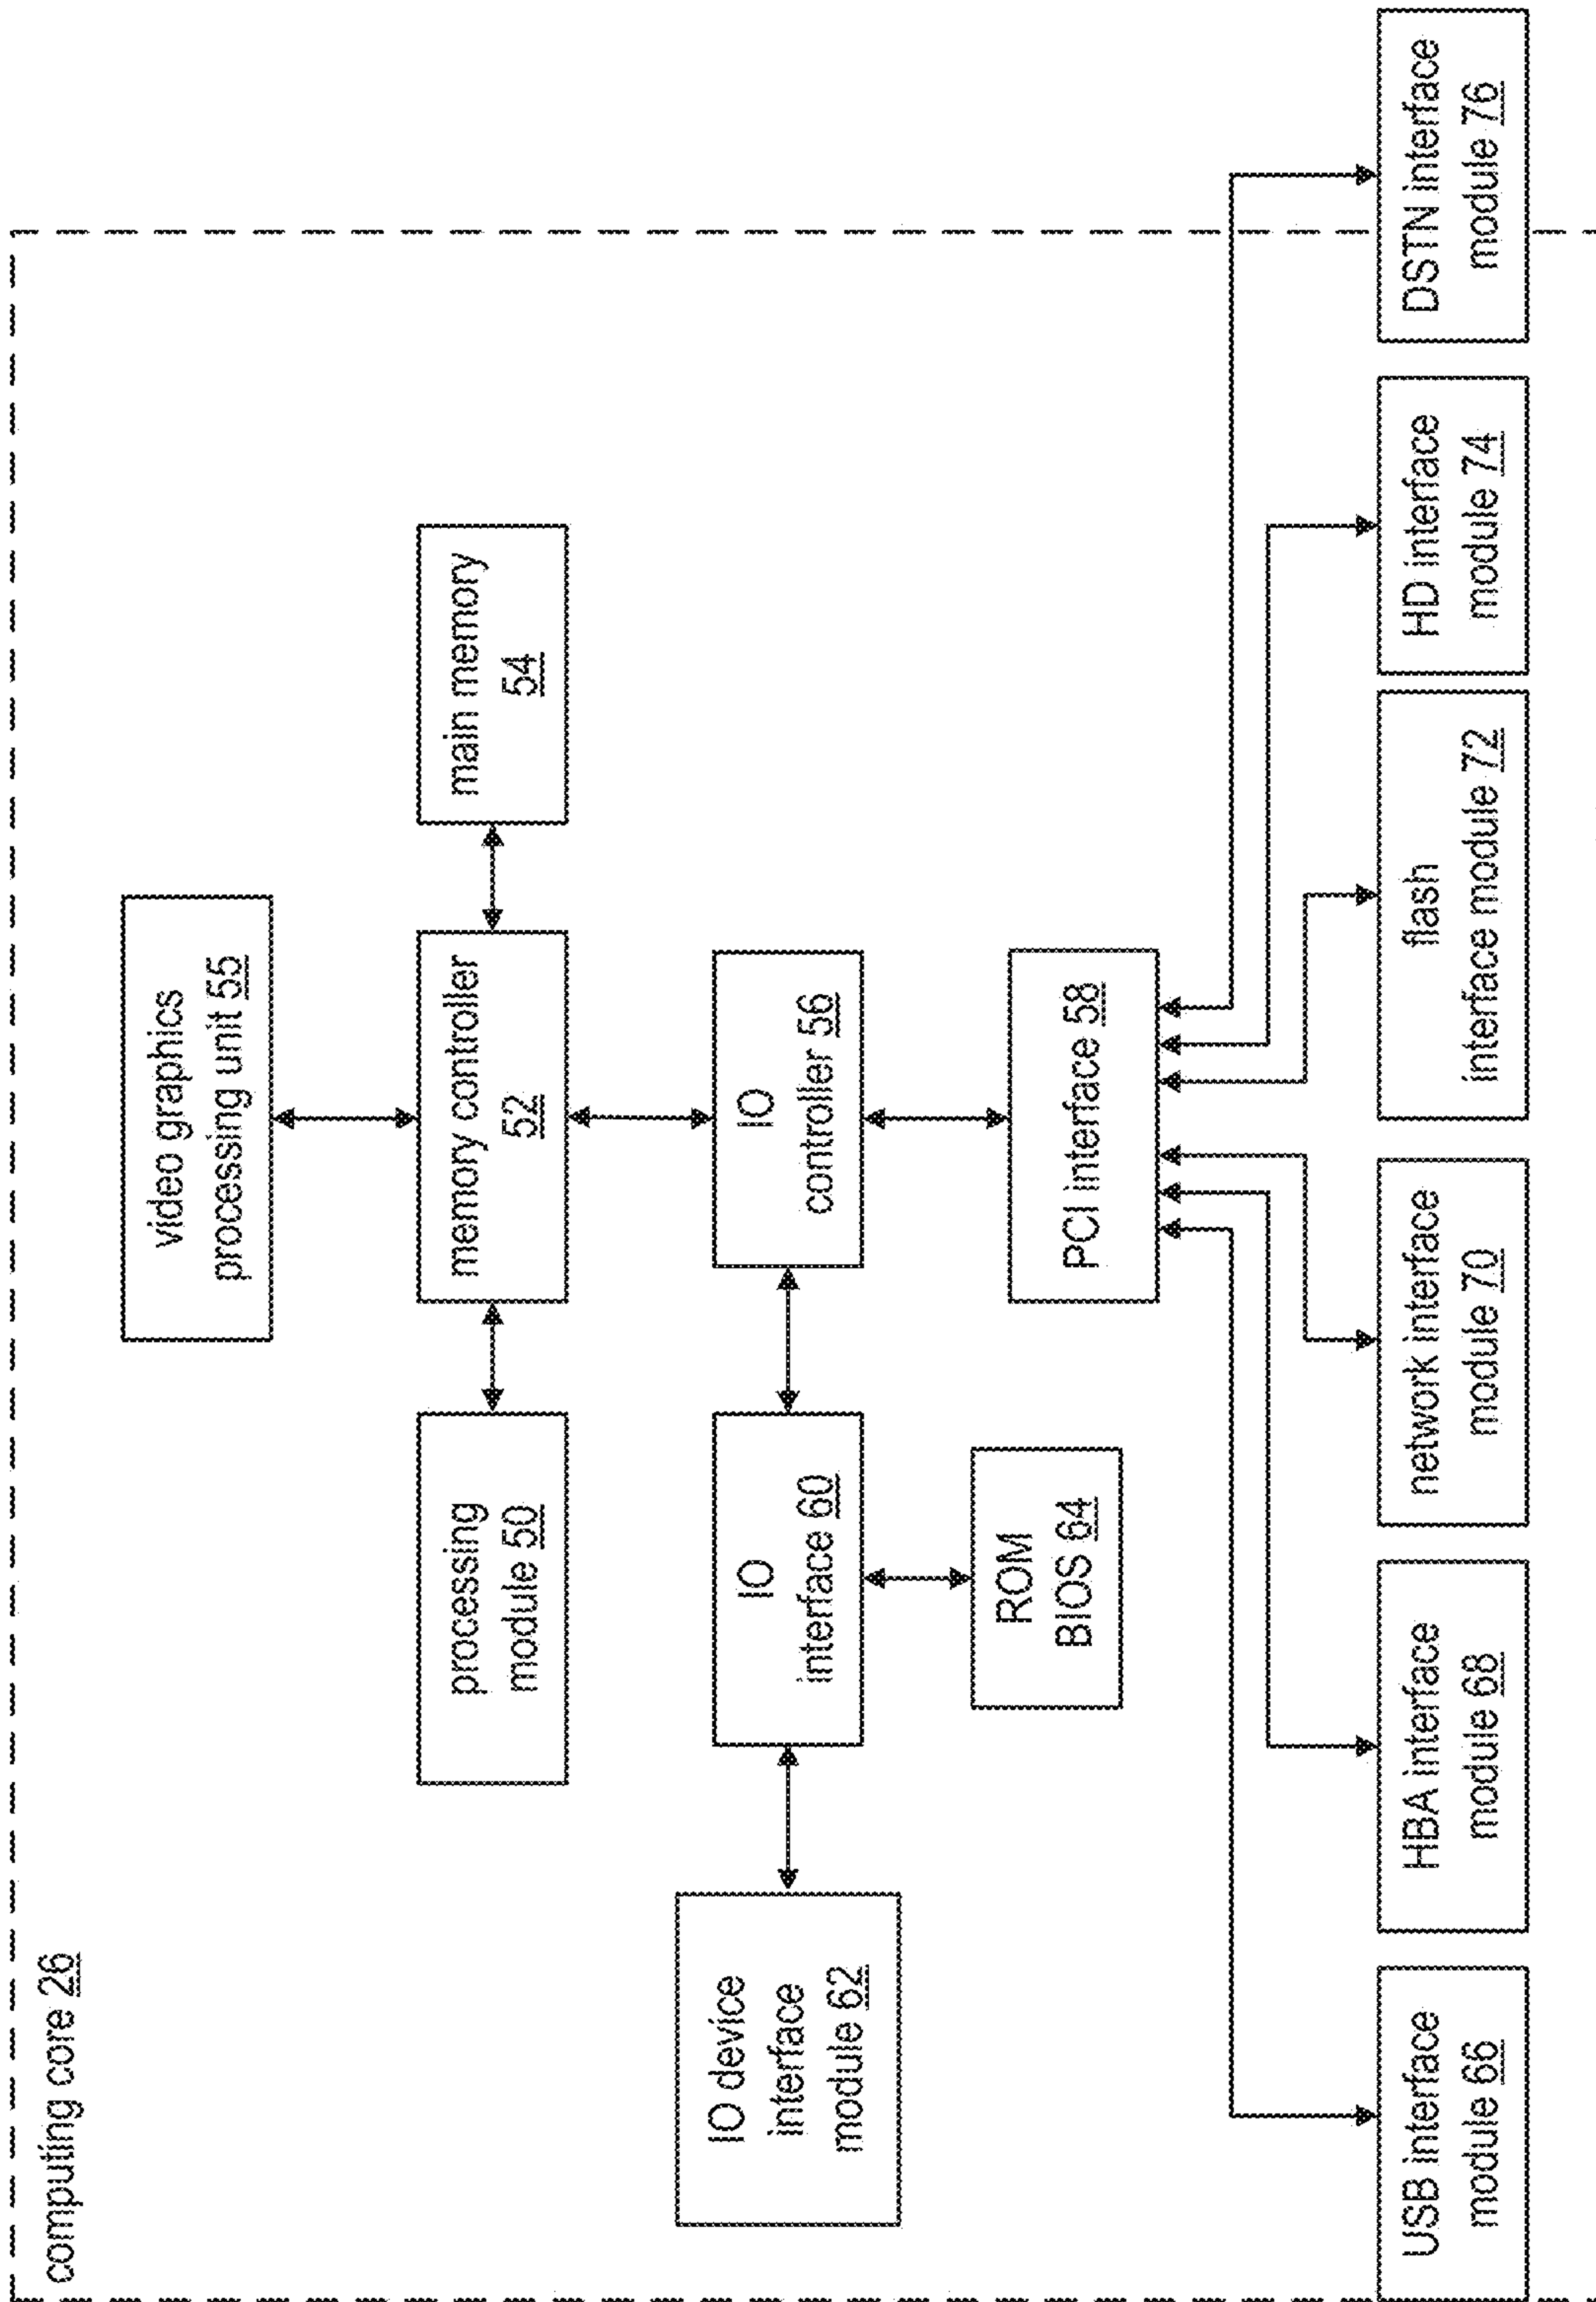 computing core 26
video graphics
processing unit 55
processing
module 50
memory controller
52
main memory
54
IO device
interface
module 62
IO
interface 60
IO
controller 56
ROM
BIOS 64
PCI interface 58
USB interface
module 66
HBA interface
module 68
network interface
module 70
flash
interface module 72
HD interface
module 74
DSTN interface
module 76